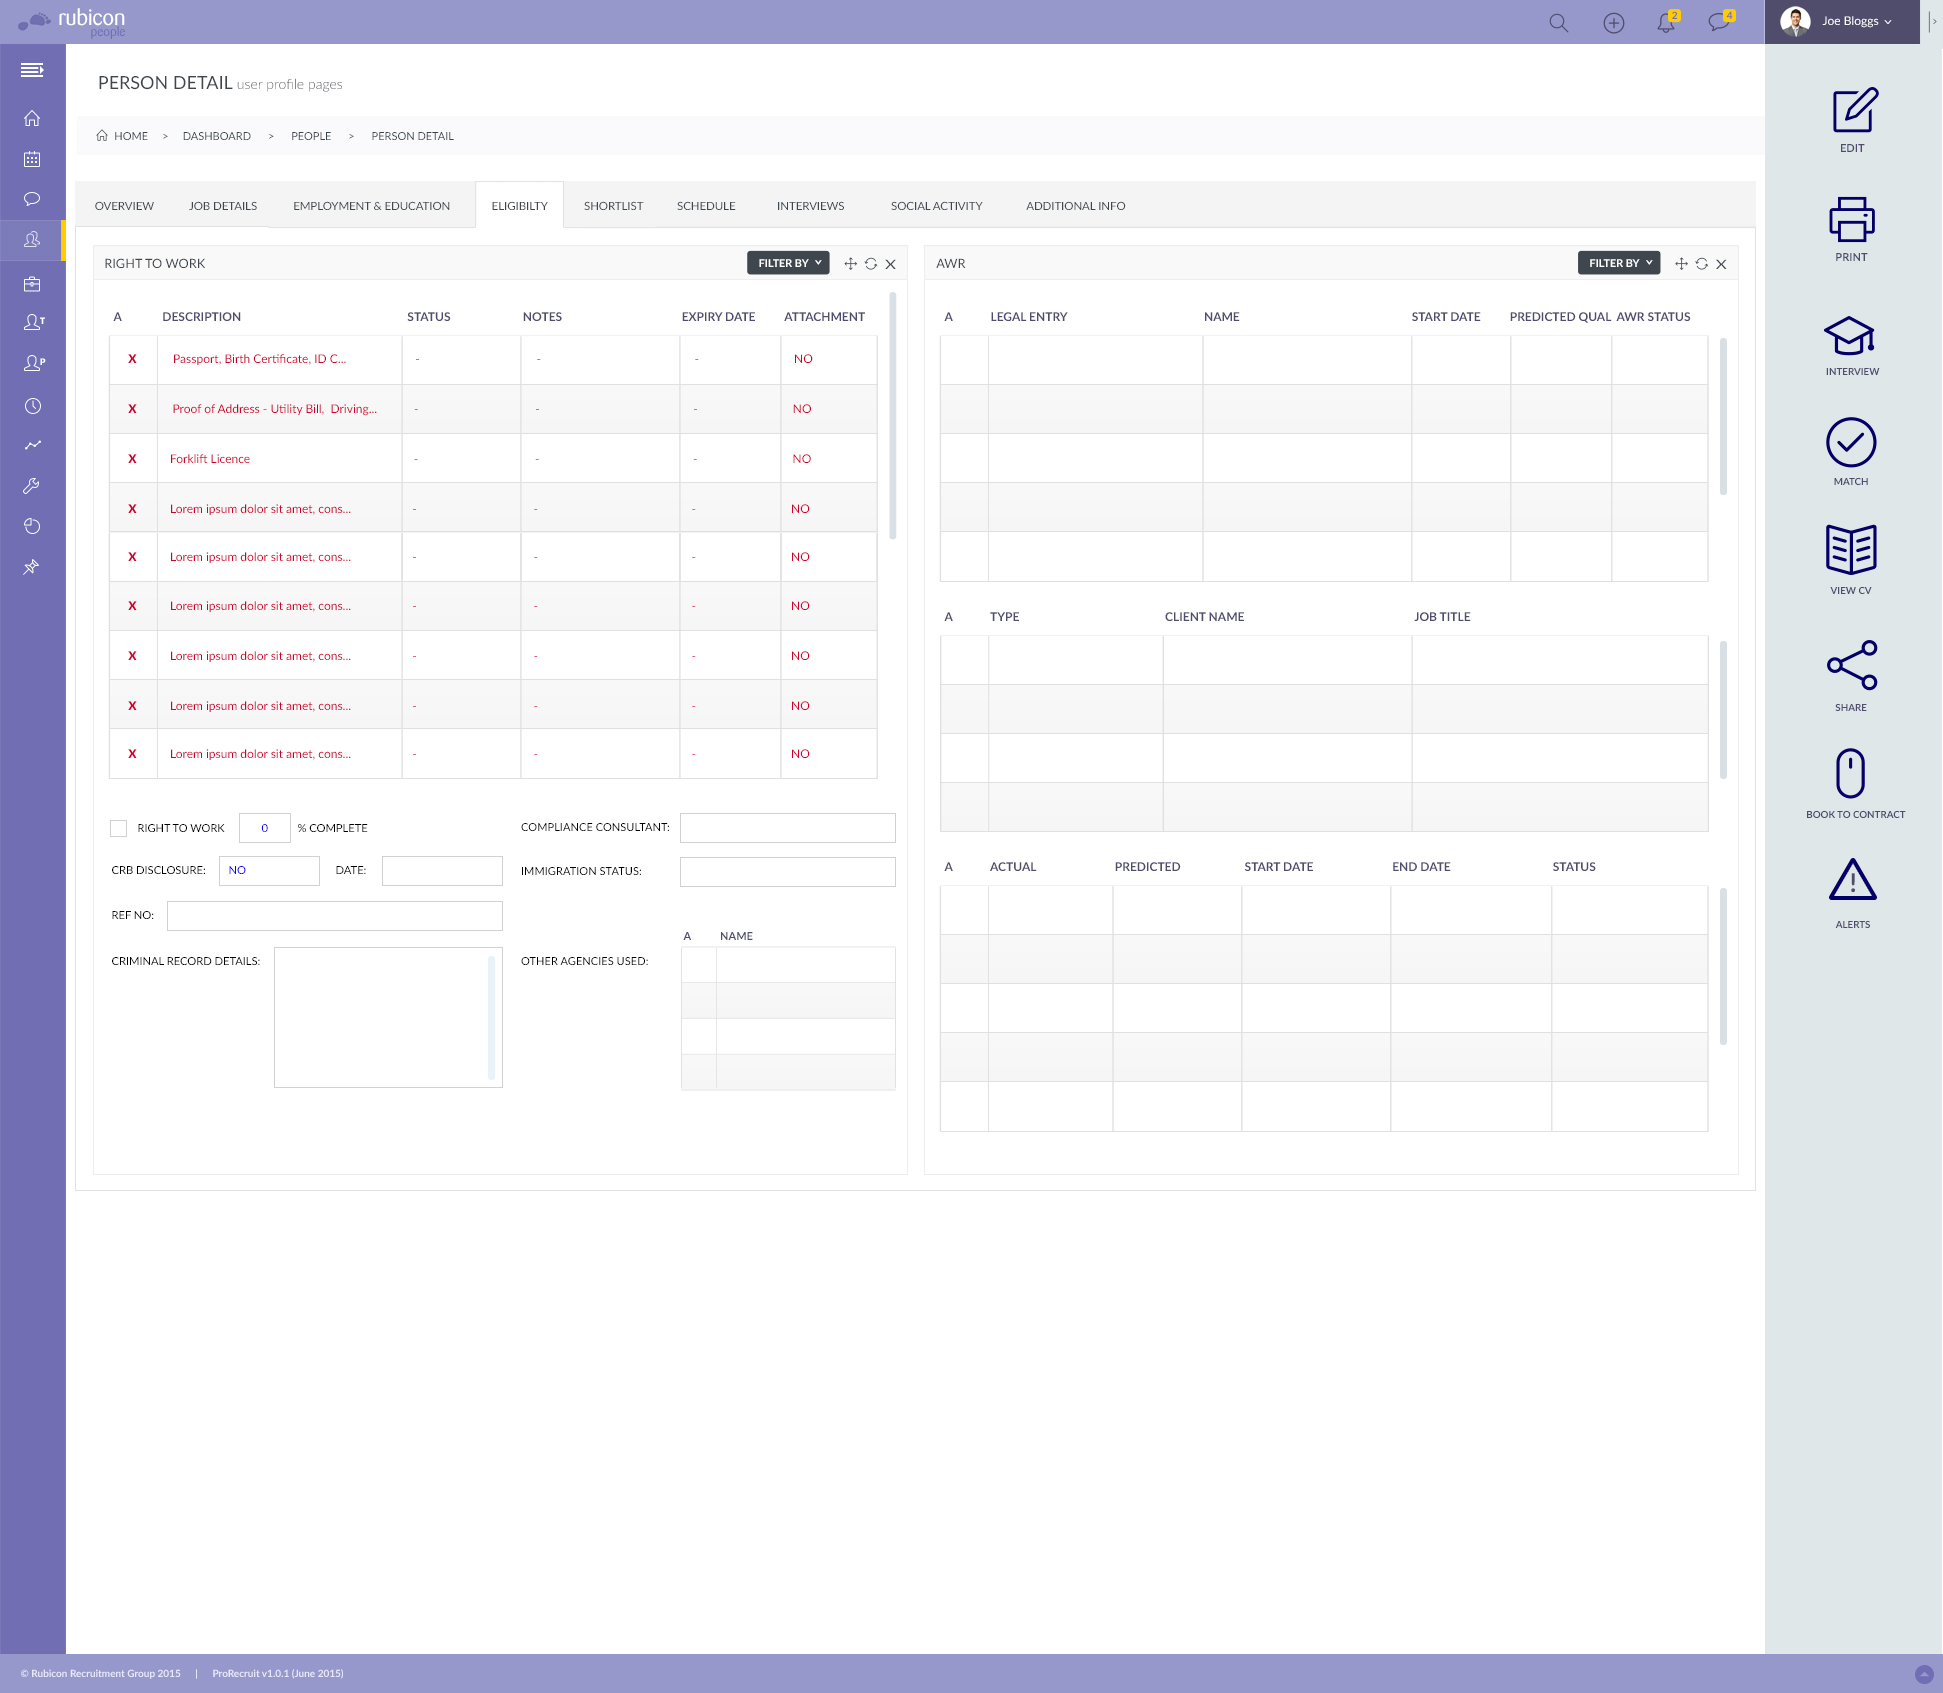 rubicon
people
2
4
Joe Bloggs
PERSON DETAIL user profile pages
HOME > DASHBOARD > PEOPLE > PERSON DETAIL
OVERVIEW JOB DETAILS EMPLOYMENT & EDUCATION ELIGIBILTY SHORTLIST SCHEDULE INTERVIEWS SOCIAL ACTIVITY ADDITIONAL INFO
RIGHT TO WORK FILTER BY
A DESCRIPTION STATUS NOTES EXPIRY DATE ATTACHMENT
X Passport, Birth Certificate, ID C... - - - NO
X Proof of Address - Utility Bill, Driving... - - - NO
X Forklift Licence - - - NO
X Lorem ipsum dolor sit amet, cons... - - - NO
X Lorem ipsum dolor sit amet, cons... - - - NO
X Lorem ipsum dolor sit amet, cons... - - - NO
X Lorem ipsum dolor sit amet, cons... - - - NO
X Lorem ipsum dolor sit amet, cons... - - - NO
X Lorem ipsum dolor sit amet, cons... - - - NO
RIGHT TO WORK 0 % COMPLETE
COMPLIANCE CONSULTANT:
CRB DISCLOSURE: NO DATE:
IMMIGRATION STATUS:
REF NO:
CRIMINAL RECORD DETAILS:
OTHER AGENCIES USED:
A NAME
AWR FILTER BY
A LEGAL ENTRY NAME START DATE PREDICTED QUAL AWR STATUS
A TYPE CLIENT NAME JOB TITLE
A ACTUAL PREDICTED START DATE END DATE STATUS
T
P
EDIT
PRINT
INTERVIEW
MATCH
VIEW CV
SHARE
BOOK TO CONTRACT
ALERTS
© Rubicon Recruitment Group 2015 | ProRecruit v1.0.1 (June 2015)